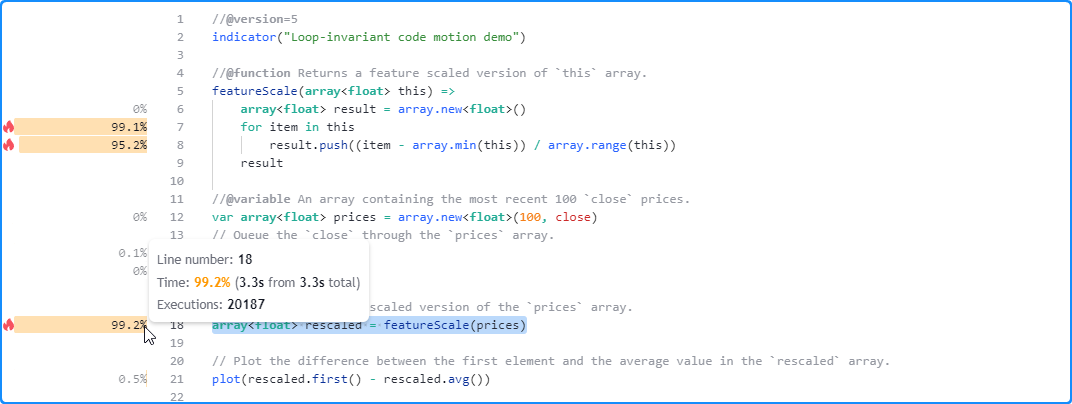 1 //@version=5
2 indicator("Loop-invariant code motion demo")
3
4 //@function Returns a feature scaled version of `this` array.
5 featureScale(array<float> this) =>
0% 6 array<float> result = array.new<float>()
99.1% 7 for item in this
95.2% 8 result.push((item - array.min(this)) / array.range(this))
9 result
10
11 //@variable An array containing the most recent 100 `close` prices.
0% 12 var array<float> prices = array.new<float>(100, close)
13 // Queue the `close` through the `prices` array.
0.1%
Line number: 18
0%
Time: 99.2% (3.3s from 3.3s total)
Executions: 20187
scaled version of the `prices` array.
99.2% 18 array<float> rescaled = featureScale(prices)
19
20 // Plot the difference between the first element and the average value in the `rescaled` array.
0.5% 21 plot(rescaled.first() - rescaled.avg())
22